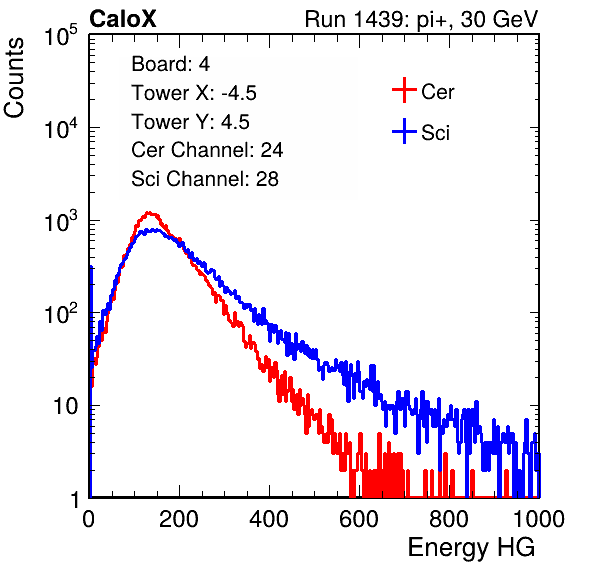 CaloX Run 1439: pi+, 30 GeV
Counts
Board: 4
Tower X: -4.5
Tower Y: 4.5
Cer Channel: 24
Sci Channel: 28
Cer
Sci
10^5
10^4
10^3
10^2
10
1
0 200 400 600 800 1000
Energy HG